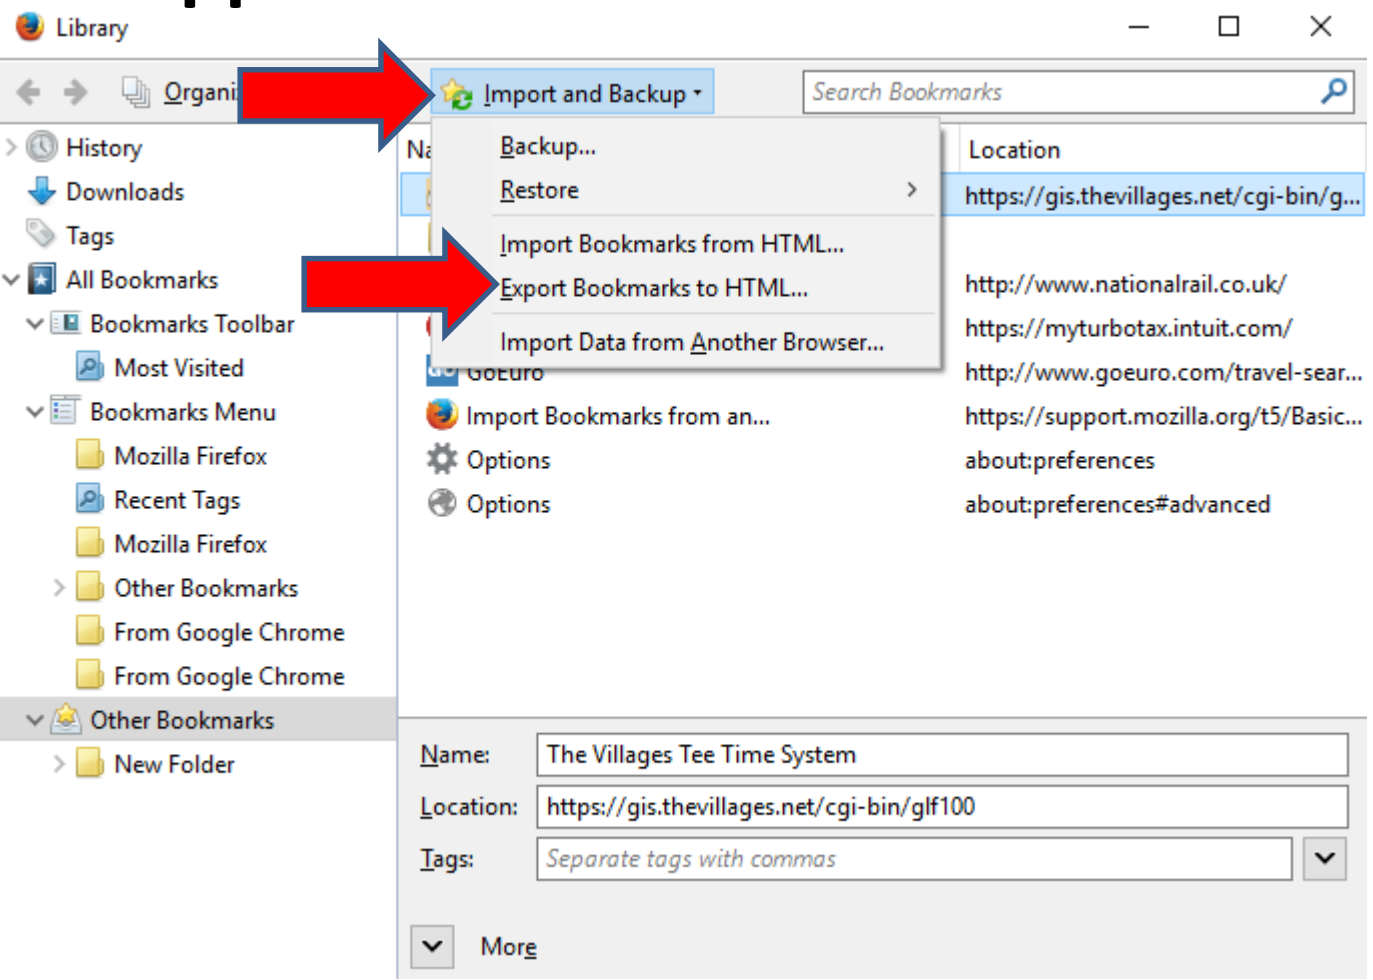 Library
Organi
Import and Backup
Search Bookmarks
History
Downloads
Tags
All Bookmarks
Bookmarks Toolbar
Most Visited
Bookmarks Menu
Mozilla Firefox
Recent Tags
Mozilla Firefox
Other Bookmarks
From Google Chrome
From Google Chrome
Other Bookmarks
New Folder
Backup...
Restore
Import Bookmarks from HTML...
Export Bookmarks to HTML...
Import Data from Another Browser...
Na
Location
https://gis.thevillages.net/cgi-bin/g...
http://www.nationalrail.co.uk/
https://myturbotax.intuit.com/
GoEuro http://www.goeuro.com/travel-sear...
Import Bookmarks from an... https://support.mozilla.org/t5/Basic...
Options about:preferences
Options about:preferences#advanced
Name: The Villages Tee Time System
Location: https://gis.thevillages.net/cgi-bin/glf100
Tags: Separate tags with commas
More